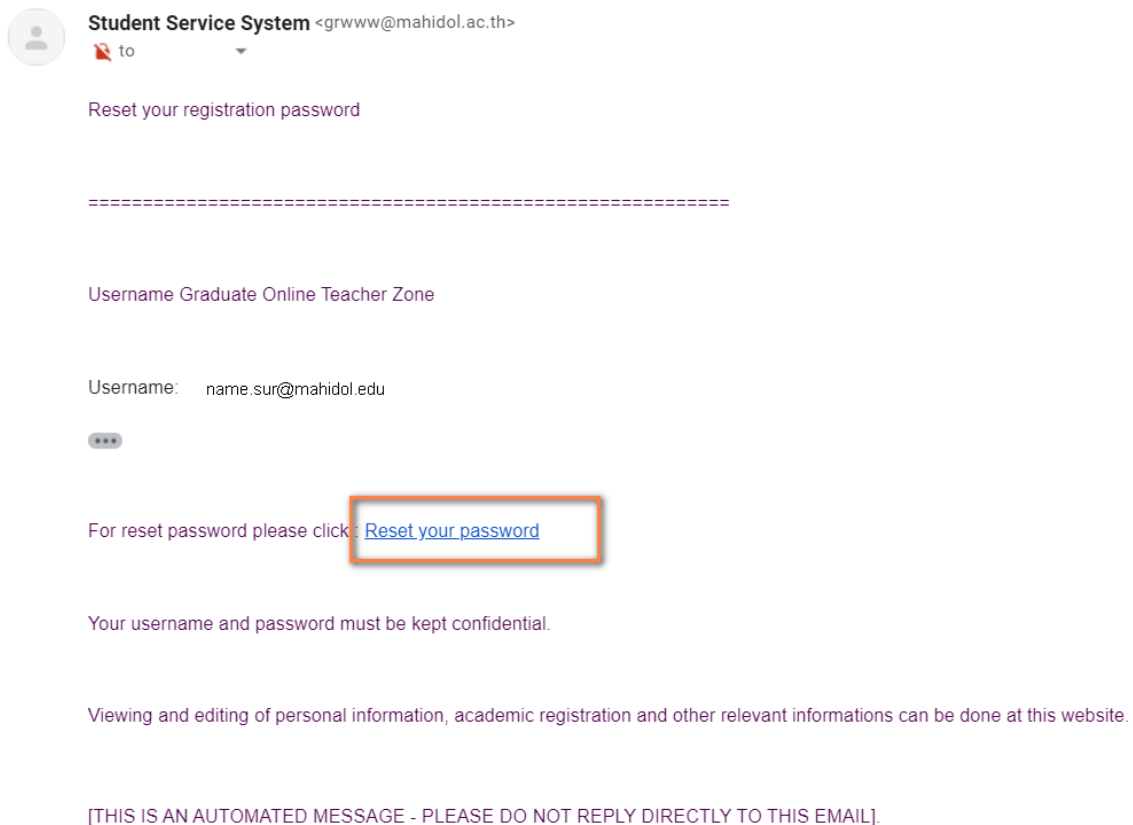 Student Service System <grwww@mahidol.ac.th>
to
Reset your registration password
===========================================================
Username Graduate Online Teacher Zone
Username: name.sur@mahidol.edu
For reset password please click : Reset your password
Your username and password must be kept confidential.
Viewing and editing of personal information, academic registration and other relevant informations can be done at this website.
[THIS IS AN AUTOMATED MESSAGE - PLEASE DO NOT REPLY DIRECTLY TO THIS EMAIL].